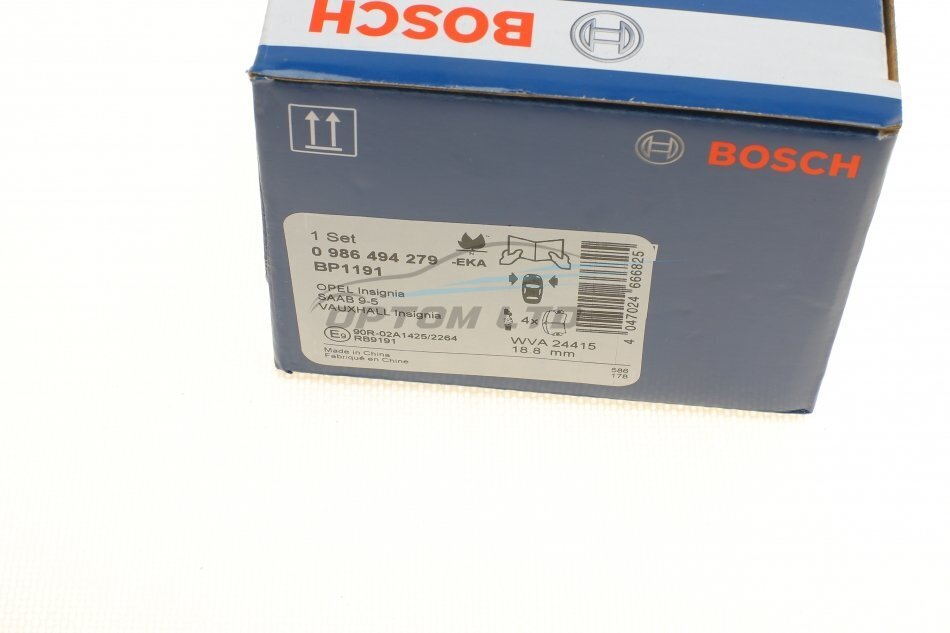 BOSCH
BOSCH
1 Set
0 986 494 279 -EKA
BP1191
OPEL Insignia
SAAB 9-5
VAUXHALL Insignia
OPTOM LTD
4x
E9 90R-02A1425/2264
RB9191
WVA 24415
18.8 mm
Made in China
Fabriqué en Chine
586
178
4 047024 666825